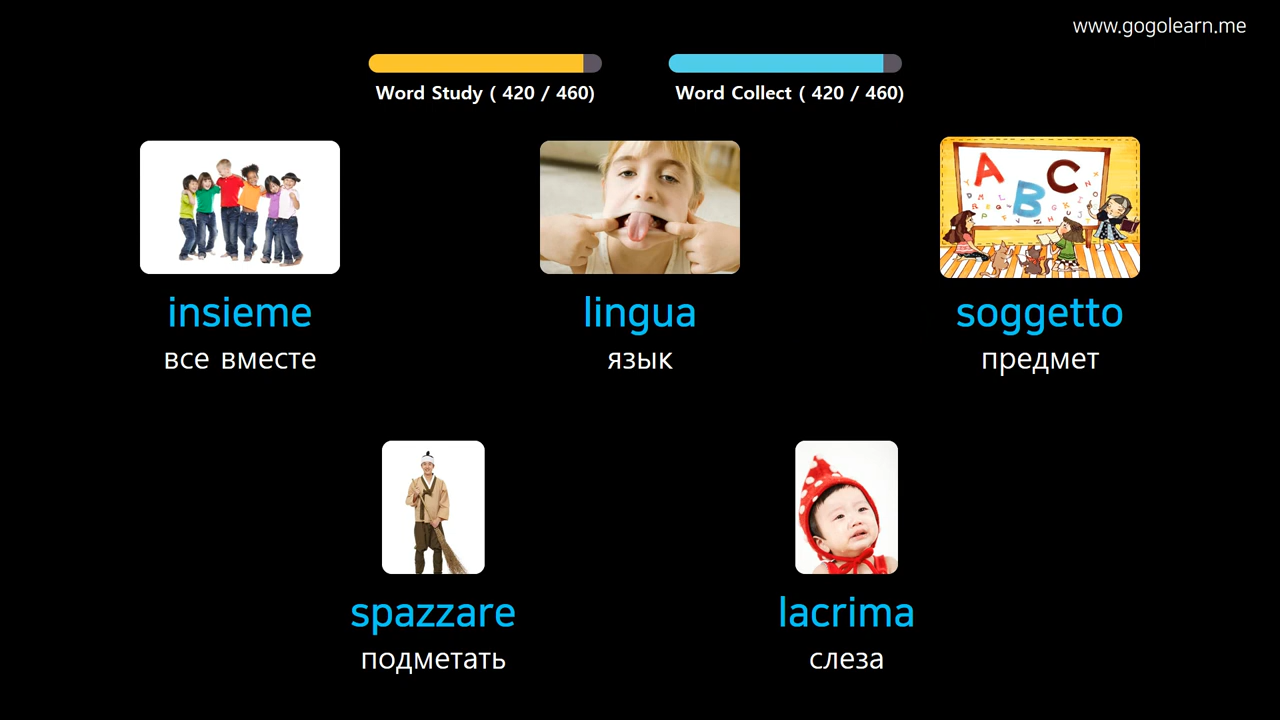 www.gogolearn.me
Word Study ( 420 / 460)
Word Collect ( 420 / 460)
A B C
insieme
все вместе
lingua
язык
soggetto
предмет
spazzare
подметать
lacrima
слеза